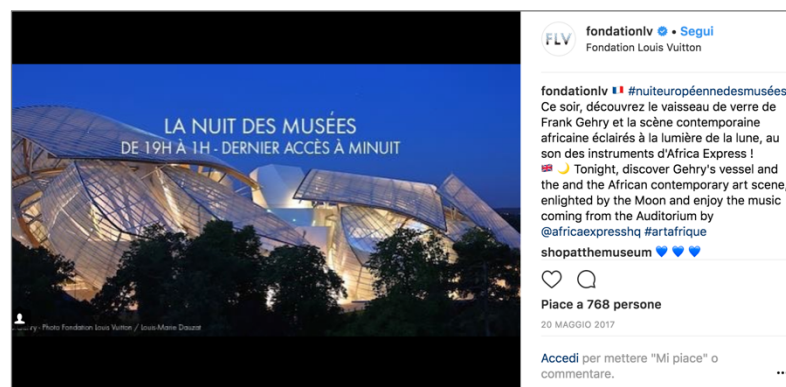 LA NUIT DES MUSÉES
DE 19H À 1H - DERNIER ACCÈS À MINUIT
Photo Fondation Louis Vuitton / Louis-Marie Dauzat
FLV
fondationlv • Segui
Fondation Louis Vuitton
fondationlv 🇫🇷 #nuiteuropéennedesmusées
Ce soir, découvrez le vaisseau de verre de
Frank Gehry et la scène contemporaine
africaine éclairés à la lumière de la lune, au
son des instruments d'Africa Express !
🇬🇧 🌙 Tonight, discover Gehry's vessel and
the and the African contemporary art scene,
enlighted by the Moon and enjoy the music
coming from the Auditorium by
@africaexpresshq #artafrique
shopatthemuseum 💙 💙 💙
Piace a 768 persone
20 MAGGIO 2017
Accedi per mettere "Mi piace" o
commentare.